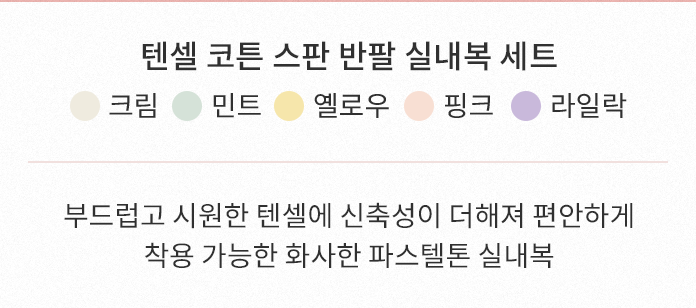 텐셀 코튼 스판 반팔 실내복 세트
크림 민트 옐로우 핑크 라일락
부드럽고 시원한 텐셀에 신축성이 더해져 편안하게
착용 가능한 화사한 파스텔톤 실내복